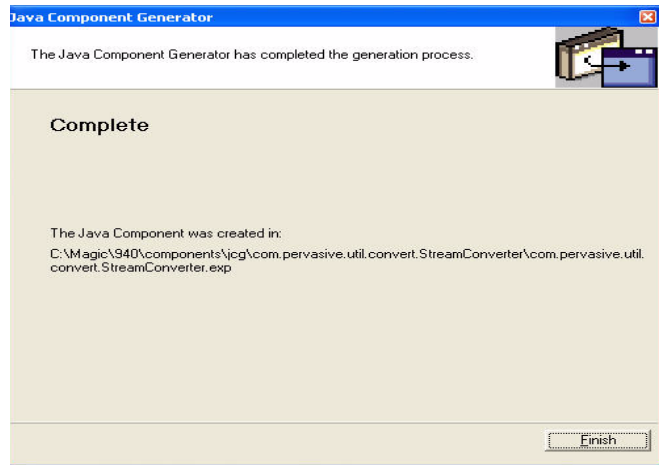 Java Component Generator
The Java Component Generator has completed the generation process.
Complete
The Java Component was created in:
C:\Magic\940\components\jcg\com.pervasive.util.convert.StreamConverter\com.pervasive.util.
convert.StreamConverter.exp
Finish